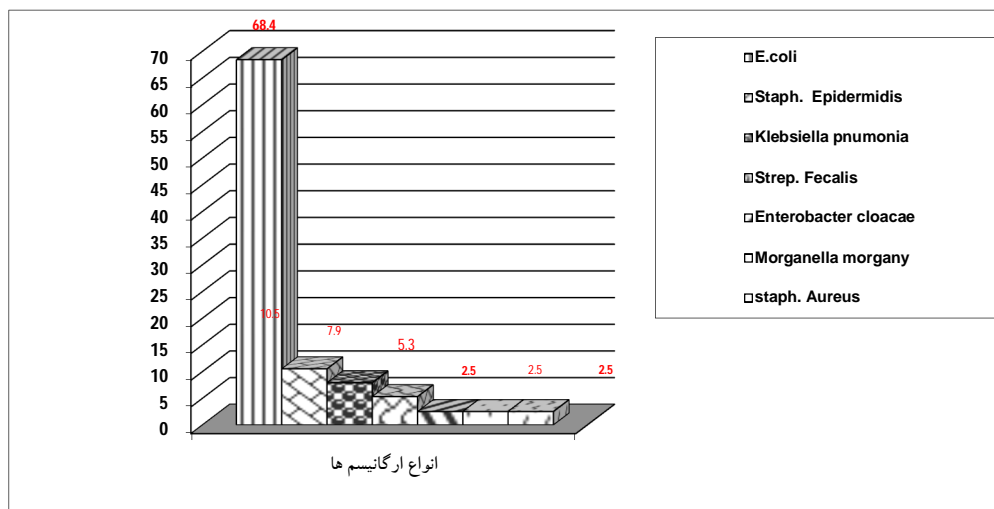 68.4
70
65
60
55
50
45
40
35
30
25
20
15
10
5
0
10.5
7.9
5.3
2.5
2.5
2.5
انواع ارگانیسم ها
E.coli
Staph. Epidermidis
Klebsiella pnumonia
Strep. Fecalis
Enterobacter cloacae
Morganella morgany
staph. Aureus